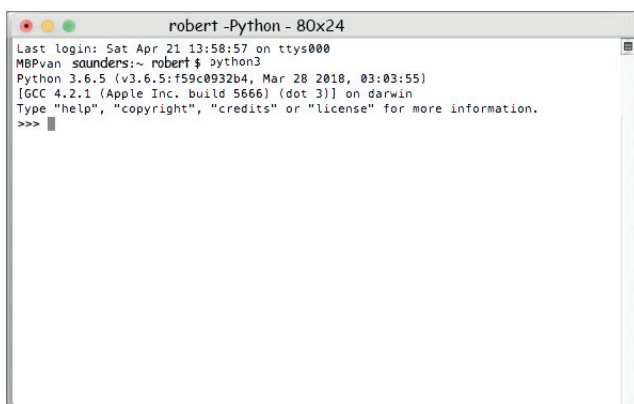 robert -Python - 80x24
Last login: Sat Apr 21 13:58:57 on ttys000
MBPvan saunders:~ robert $ python3
Python 3.6.5 (v3.6.5:f59c0932b4, Mar 28 2018, 03:03:55)
[GCC 4.2.1 (Apple Inc. build 5666) (dot 3)] on darwin
Type "help", "copyright", "credits" or "license" for more information.
>>>